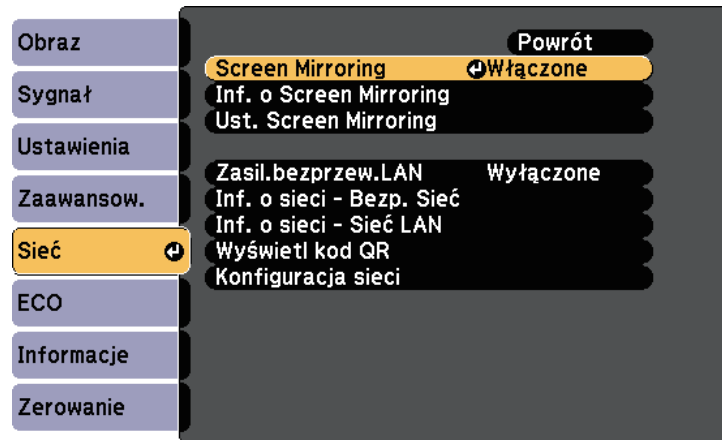 Obraz
Sygnał
Ustawienia
Zaawansow.
Sieć
ECO
Informacje
Zerowanie
Powrót
Screen Mirroring Włączone
Inf. o Screen Mirroring
Ust. Screen Mirroring
Zasil.bezprzew.LAN Wyłączone
Inf. o sieci - Bezp. Sieć
Inf. o sieci - Sieć LAN
Wyświetl kod QR
Konfiguracja sieci